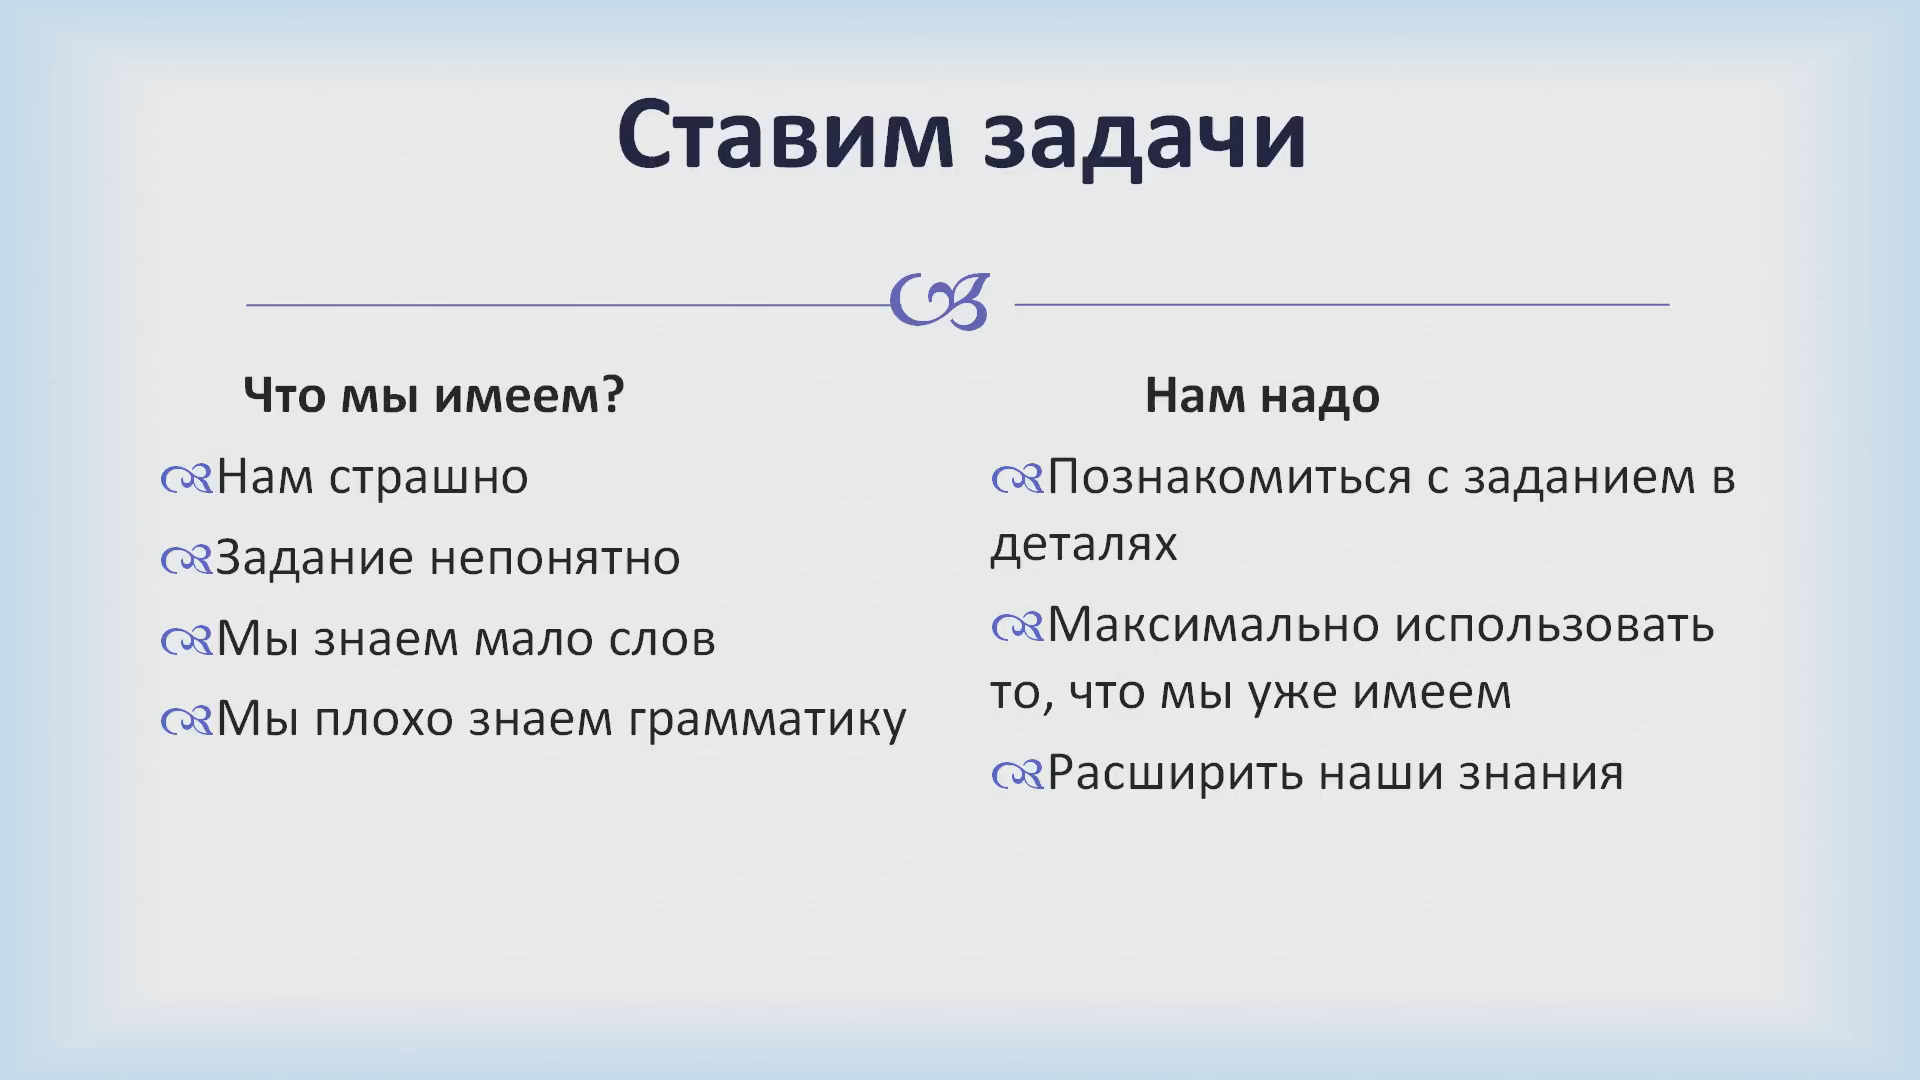 Ставим задачи
Что мы имеем?
Нам страшно
Задание непонятно
Мы знаем мало слов
Мы плохо знаем грамматику
Нам надо
Познакомиться с заданием в
деталях
Максимально использовать
то, что мы уже имеем
Расширить наши знания